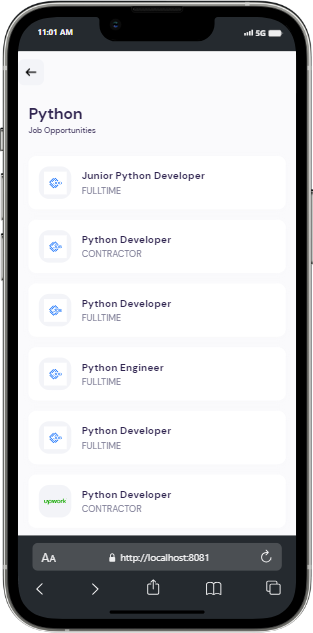 11:01 AM
5G
Python
Job Opportunities
Junior Python Developer
FULLTIME
Python Developer
CONTRACTOR
Python Developer
FULLTIME
Python Engineer
FULLTIME
Python Developer
FULLTIME
upwork
Python Developer
CONTRACTOR
AA
http://localhost:8081